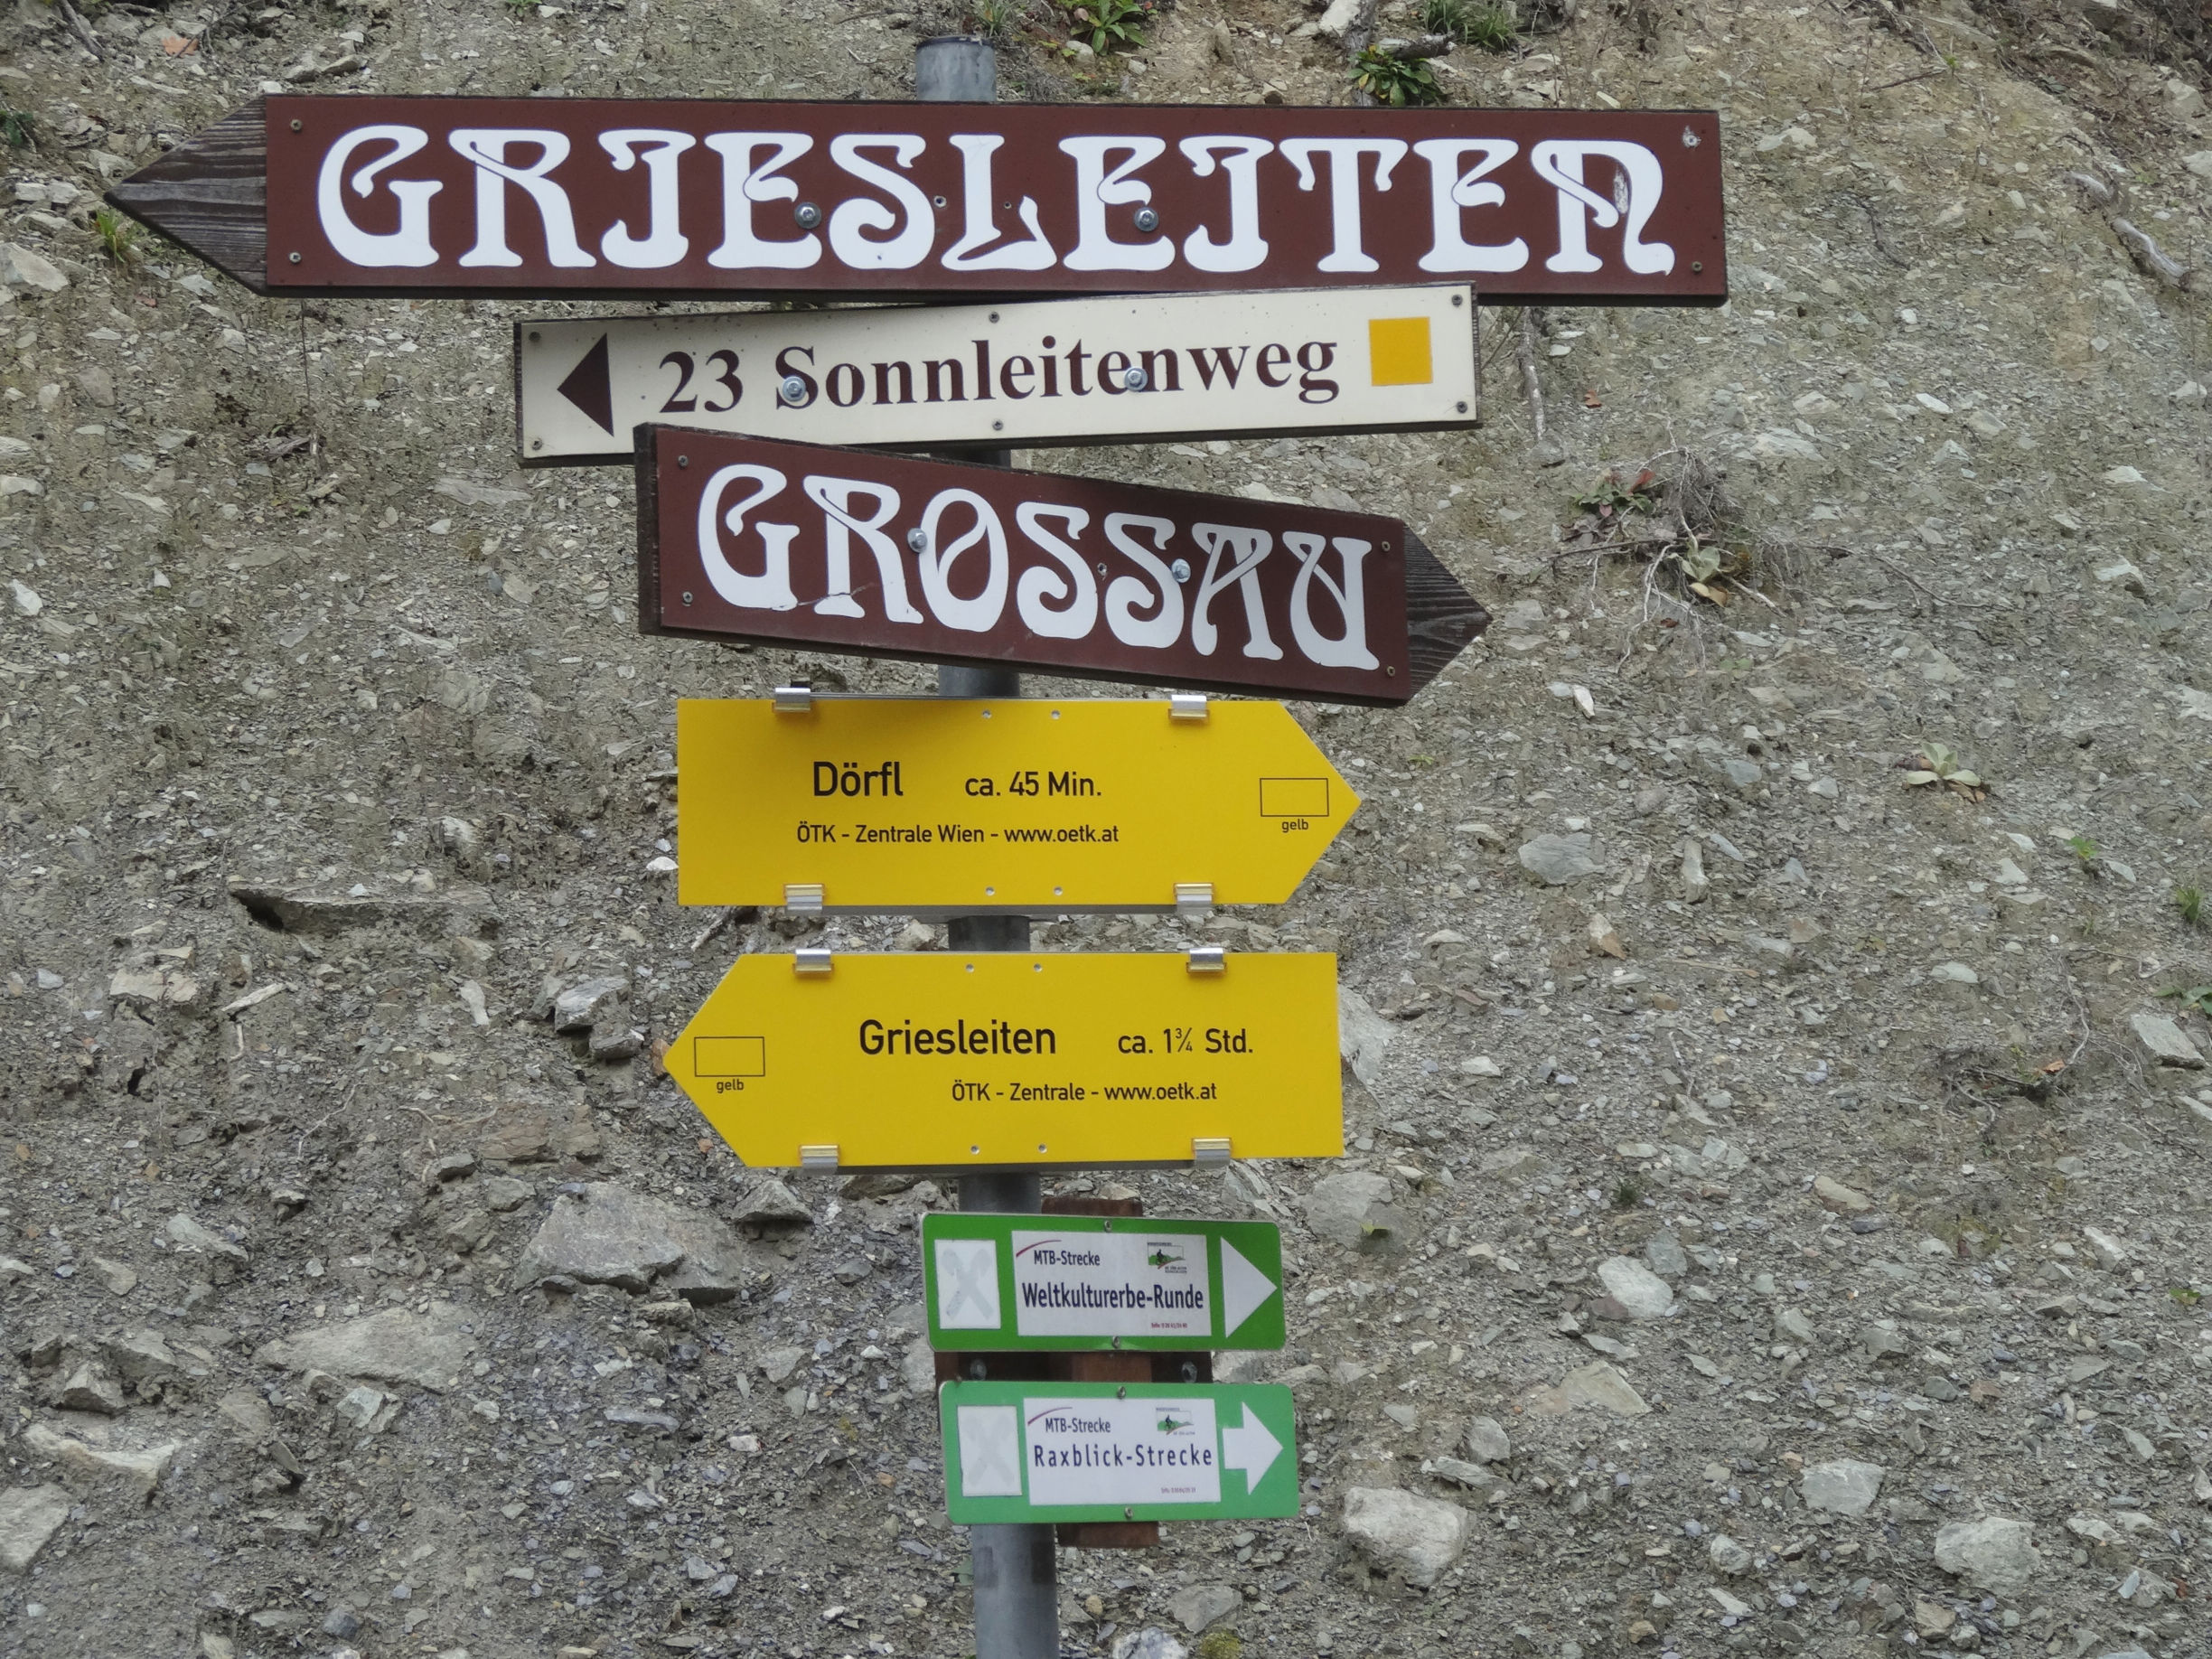 GRIESLEITEN
23 Sonnleitenweg
GROSSAU
Dörfl ca. 45 Min.
ÖTK - Zentrale Wien - www.oetk.at
gelb
Griesleiten ca. 1¾ Std.
gelb
ÖTK - Zentrale - www.oetk.at
MTB-Strecke
Weltkulturerbe-Runde
MTB-Strecke
Raxblick-Strecke